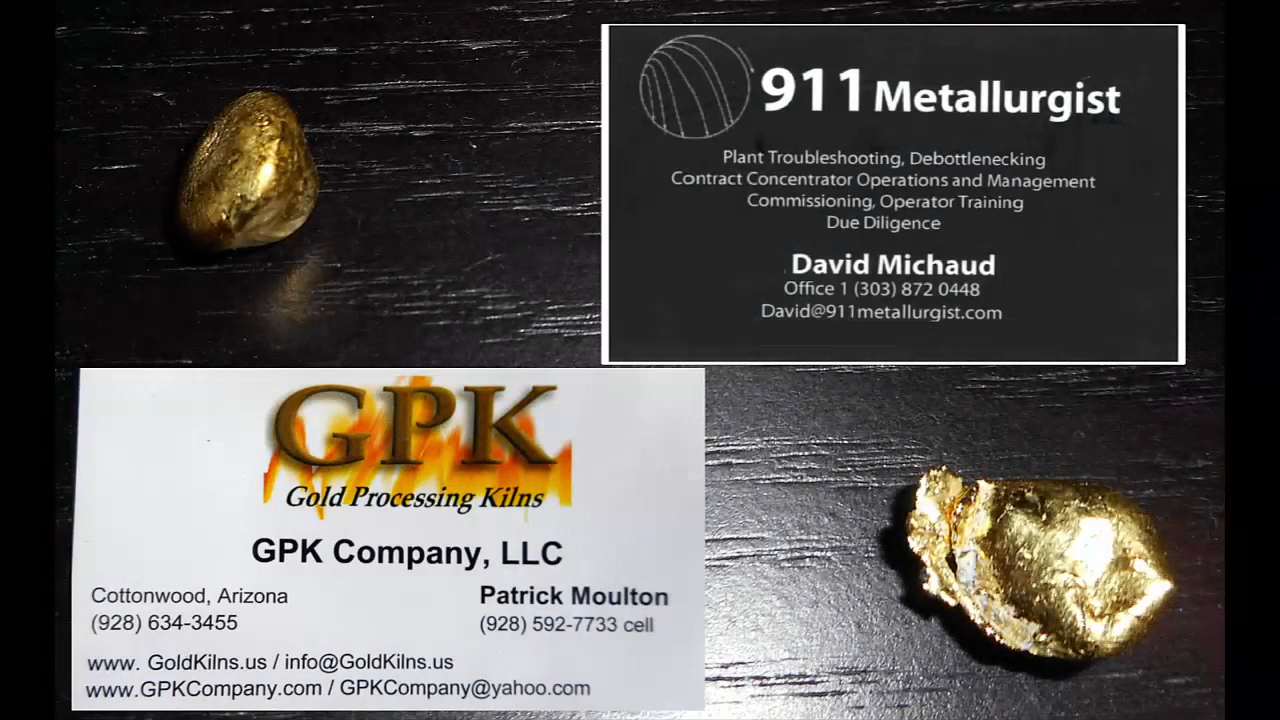 911 Metallurgist
Plant Troubleshooting, Debottlenecking
Contract Concentrator Operations and Management
Commissioning, Operator Training
Due Diligence
David Michaud
Office 1 (303) 872 0448
David@911metallurgist.com
GPK
Gold Processing Kilns
GPK Company, LLC
Cottonwood, Arizona
(928) 634-3455
Patrick Moulton
(928) 592-7733 cell
www. GoldKilns.us / info@GoldKilns.us
www.GPKCompany.com / GPKCompany@yahoo.com